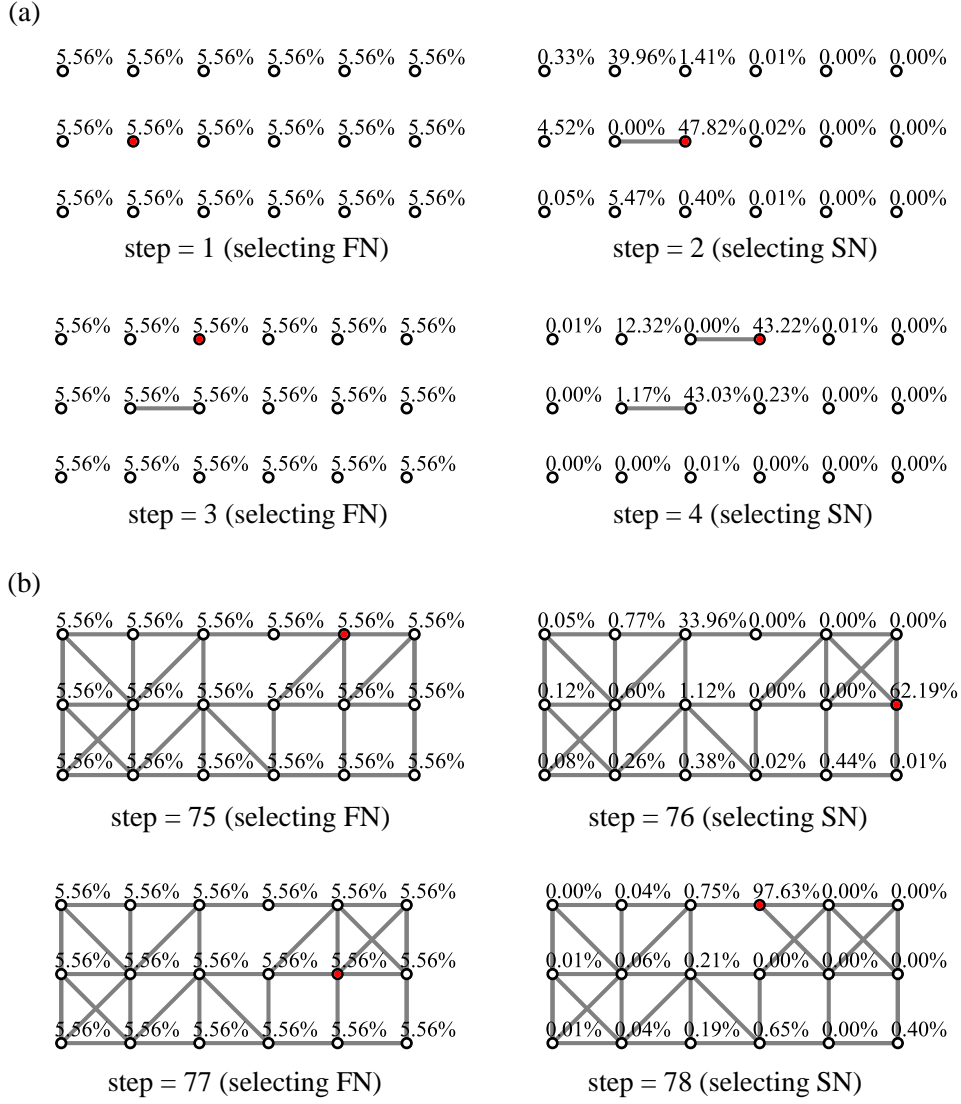 (a)
5.56% 5.56% 5.56% 5.56% 5.56% 5.56%
5.56% 5.56% 5.56% 5.56% 5.56% 5.56%
5.56% 5.56% 5.56% 5.56% 5.56% 5.56%
step = 1 (selecting FN)
0.33% 39.96% 1.41% 0.01% 0.00% 0.00%
4.52% 0.00% 47.82% 0.02% 0.00% 0.00%
0.05% 5.47% 0.40% 0.01% 0.00% 0.00%
step = 2 (selecting SN)
5.56% 5.56% 5.56% 5.56% 5.56% 5.56%
5.56% 5.56% 5.56% 5.56% 5.56% 5.56%
5.56% 5.56% 5.56% 5.56% 5.56% 5.56%
step = 3 (selecting FN)
0.01% 12.32% 0.00% 43.22% 0.01% 0.00%
0.00% 1.17% 43.03% 0.23% 0.00% 0.00%
0.00% 0.00% 0.01% 0.00% 0.00% 0.00%
step = 4 (selecting SN)
(b)
5.56% 5.56% 5.56% 5.56% 5.56% 5.56%
5.56% 5.56% 5.56% 5.56% 5.56% 5.56%
5.56% 5.56% 5.56% 5.56% 5.56% 5.56%
step = 75 (selecting FN)
0.05% 0.77% 33.96% 0.00% 0.00% 0.00%
0.12% 0.60% 1.12% 0.00% 0.00% 62.19%
0.08% 0.26% 0.38% 0.02% 0.44% 0.01%
step = 76 (selecting SN)
5.56% 5.56% 5.56% 5.56% 5.56% 5.56%
5.56% 5.56% 5.56% 5.56% 5.56% 5.56%
5.56% 5.56% 5.56% 5.56% 5.56% 5.56%
step = 77 (selecting FN)
0.00% 0.04% 0.75% 97.63% 0.00% 0.00%
0.01% 0.06% 0.21% 0.00% 0.00% 0.00%
0.01% 0.04% 0.19% 0.65% 0.00% 0.40%
step = 78 (selecting SN)